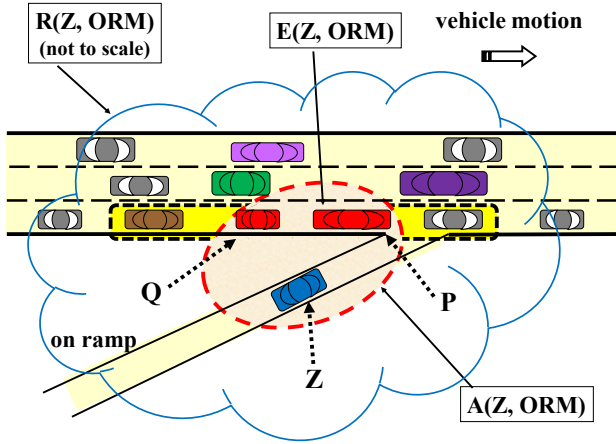 R(Z, ORM)
(not to scale)
E(Z, ORM)
vehicle motion
Q
P
on ramp
Z
A(Z, ORM)